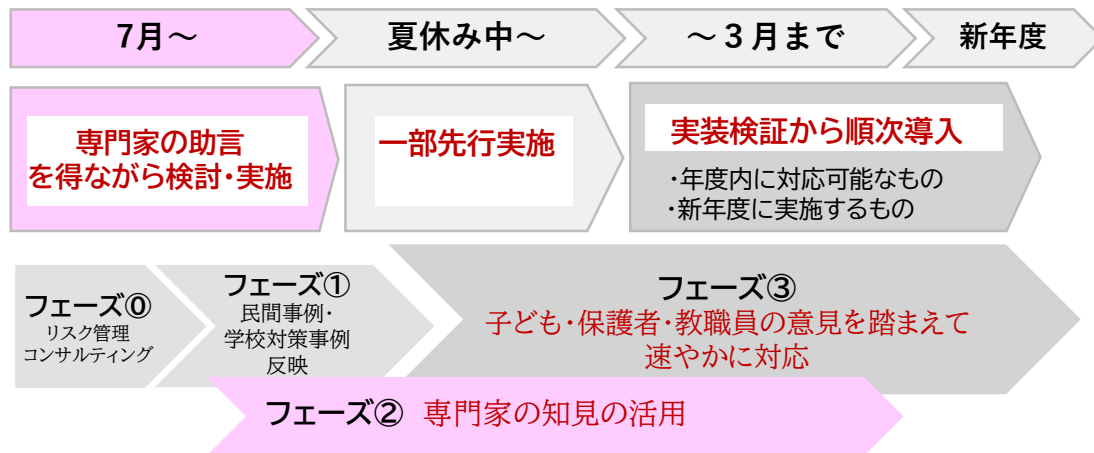 7月～
夏休み中～
～３月まで
新年度
専門家の助言
を得ながら検討・実施
一部先行実施
実装検証から順次導入
・年度内に対応可能なもの
・新年度に実施するもの
フェーズ⓪
リスク管理
コンサルティング
フェーズ①
民間事例・
学校対策事例
反映
フェーズ③
子ども・保護者・教職員の意見を踏まえて
速やかに対応
フェーズ② 専門家の知見の活用